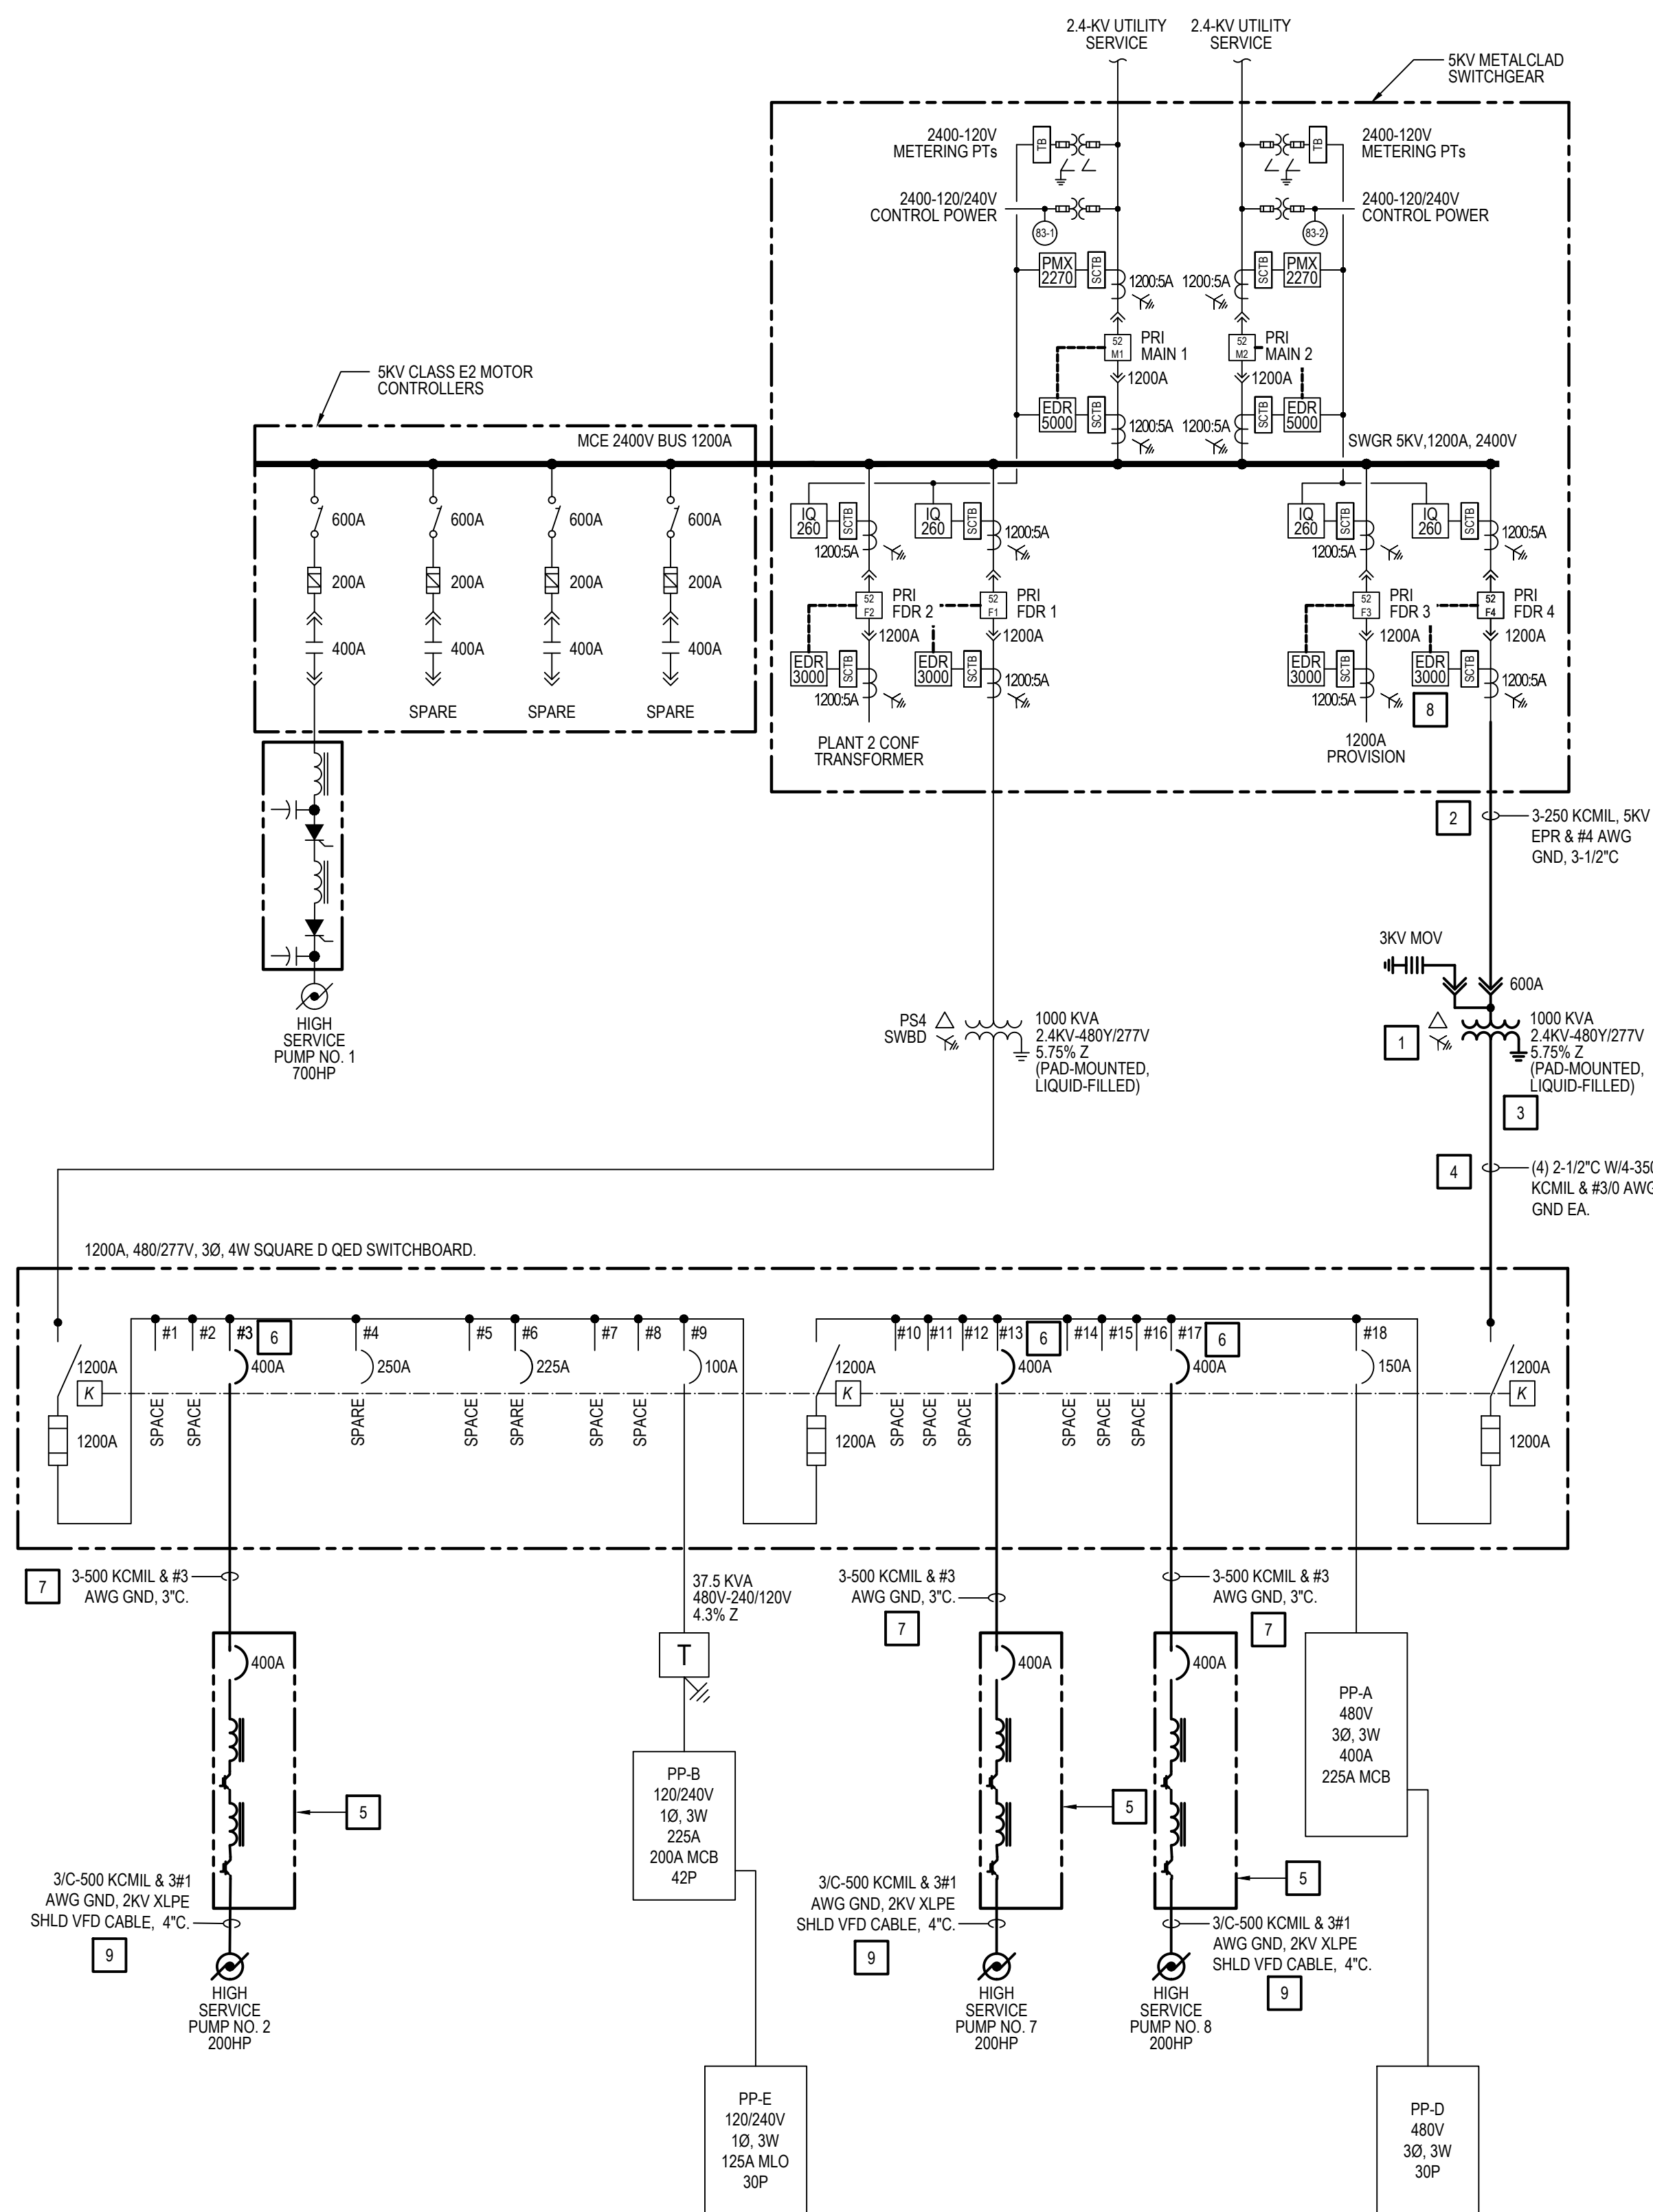 2.4-KV UTILITY
SERVICE
2.4-KV UTILITY
SERVICE
5KV METALCLAD
SWITCHGEAR
2400-120V
METERING PTs
TB
TB
2400-120V
METERING PTs
2400-120/240V
CONTROL POWER
83-1
83-2
2400-120/240V
CONTROL POWER
PMX
2270
SCTB
1200:5A
1200:5A
SCTB
PMX
2270
52
M1
PRI
MAIN 1
52
M2
PRI
MAIN 2
1200A
1200A
EDR
5000
SCTB
1200:5A
1200:5A
SCTB
EDR
5000
5KV CLASS E2 MOTOR
CONTROLLERS
MCE 2400V BUS 1200A
SWGR 5KV,1200A, 2400V
600A
600A
600A
600A
200A
200A
200A
200A
400A
400A
400A
400A
SPARE
SPARE
SPARE
IQ
260
SCTB
1200:5A
IQ
260
SCTB
1200:5A
IQ
260
SCTB
1200:5A
IQ
260
SCTB
1200:5A
52
F2
PRI
FDR 2
52
F1
PRI
FDR 1
52
F3
PRI
FDR 3
52
F4
PRI
FDR 4
1200A
1200A
1200A
1200A
EDR
3000
SCTB
1200:5A
EDR
3000
SCTB
1200:5A
EDR
3000
SCTB
1200:5A
EDR
3000
SCTB
1200:5A
8
PLANT 2 CONF
TRANSFORMER
1200A
PROVISION
2
3-250 KCMIL, 5KV
EPR & #4 AWG
GND, 3-1/2"C
HIGH
SERVICE
PUMP NO. 1
700HP
3KV MOV
600A
PS4
SWBD
1000 KVA
2.4KV-480Y/277V
5.75% Z
(PAD-MOUNTED,
LIQUID-FILLED)
1
1000 KVA
2.4KV-480Y/277V
5.75% Z
(PAD-MOUNTED,
LIQUID-FILLED)
3
4
(4) 2-1/2"C W/4-350
KCMIL & #3/0 AWG
GND EA.
1200A, 480/277V, 3Ø, 4W SQUARE D QED SWITCHBOARD.
#1
#2
#3
6
#4
#5
#6
#7
#8
#9
#10
#11
#12
#13
6
#14
#15
#16
#17
6
#18
1200A
400A
250A
225A
100A
1200A
400A
400A
150A
1200A
K
K
K
1200A
SPACE
SPACE
SPARE
SPACE
SPARE
SPACE
SPACE
1200A
SPACE
SPACE
SPACE
SPACE
SPACE
SPACE
1200A
7
3-500 KCMIL & #3
AWG GND, 3"C.
37.5 KVA
480V-240/120V
4.3% Z
3-500 KCMIL & #3
AWG GND, 3"C.
7
3-500 KCMIL & #3
AWG GND, 3"C.
7
400A
T
400A
400A
PP-A
480V
3Ø, 3W
400A
225A MCB
PP-B
120/240V
1Ø, 3W
225A
200A MCB
42P
5
5
5
3/C-500 KCMIL & 3#1
AWG GND, 2KV XLPE
SHLD VFD CABLE, 4"C.
9
3/C-500 KCMIL & 3#1
AWG GND, 2KV XLPE
SHLD VFD CABLE, 4"C.
9
3/C-500 KCMIL & 3#1
AWG GND, 2KV XLPE
SHLD VFD CABLE, 4"C.
9
HIGH
SERVICE
PUMP NO. 2
200HP
HIGH
SERVICE
PUMP NO. 7
200HP
HIGH
SERVICE
PUMP NO. 8
200HP
PP-E
120/240V
1Ø, 3W
125A MLO
30P
PP-D
480V
3Ø, 3W
30P